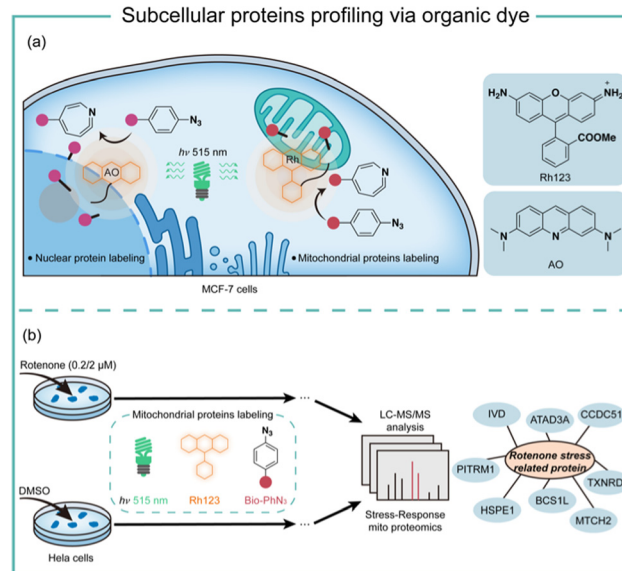 Subcellular proteins profiling via organic dye
(a)
N
N₃
AO
hν 515 nm
Rh
N
N₃
• Nuclear protein labeling
• Mitochondrial proteins labeling
MCF-7 cells
H₂N
O
+
NH₂
COOMe
Rh123
N
N
N
AO
(b)
Rotenone (0.2/2 μM)
...
Mitochondrial proteins labeling
N₃
hν 515 nm
Rh123
Bio-PhN₃
DMSO
...
Hela cells
LC-MS/MS
analysis
Stress-Response
mito proteomics
IVD
ATAD3A
CCDC51
PITRM1
Rotenone stress
related protein
TXNRD
HSPE1
BCS1L
MTCH2